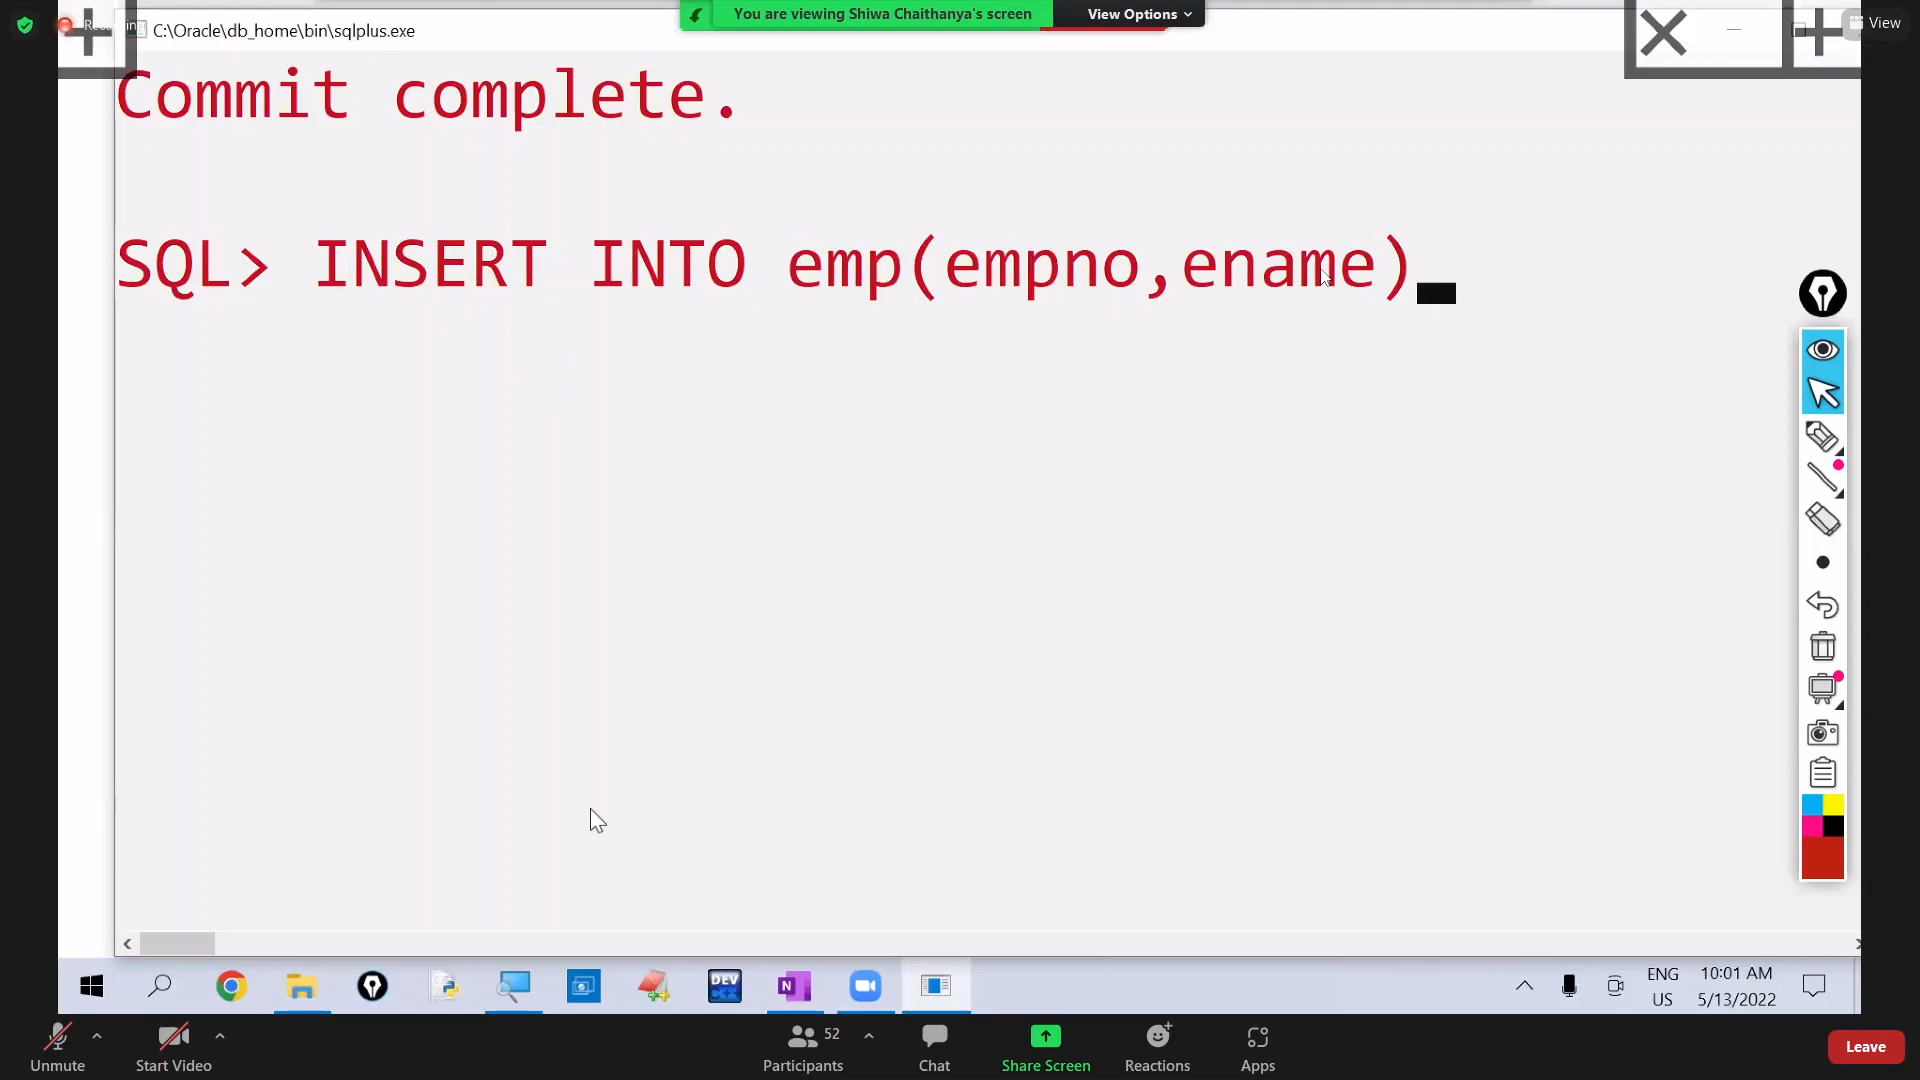 You are viewing Shiwa Chaithanya's screen
View Options
View
C:\Oracle\db_home\bin\sqlplus.exe
Commit complete.
SQL> INSERT INTO emp(empno,ename)
DEV
N
ENG
US
10:01 AM
5/13/2022
Unmute
Start Video
52
Participants
Chat
Share Screen
Reactions
Apps
Leave